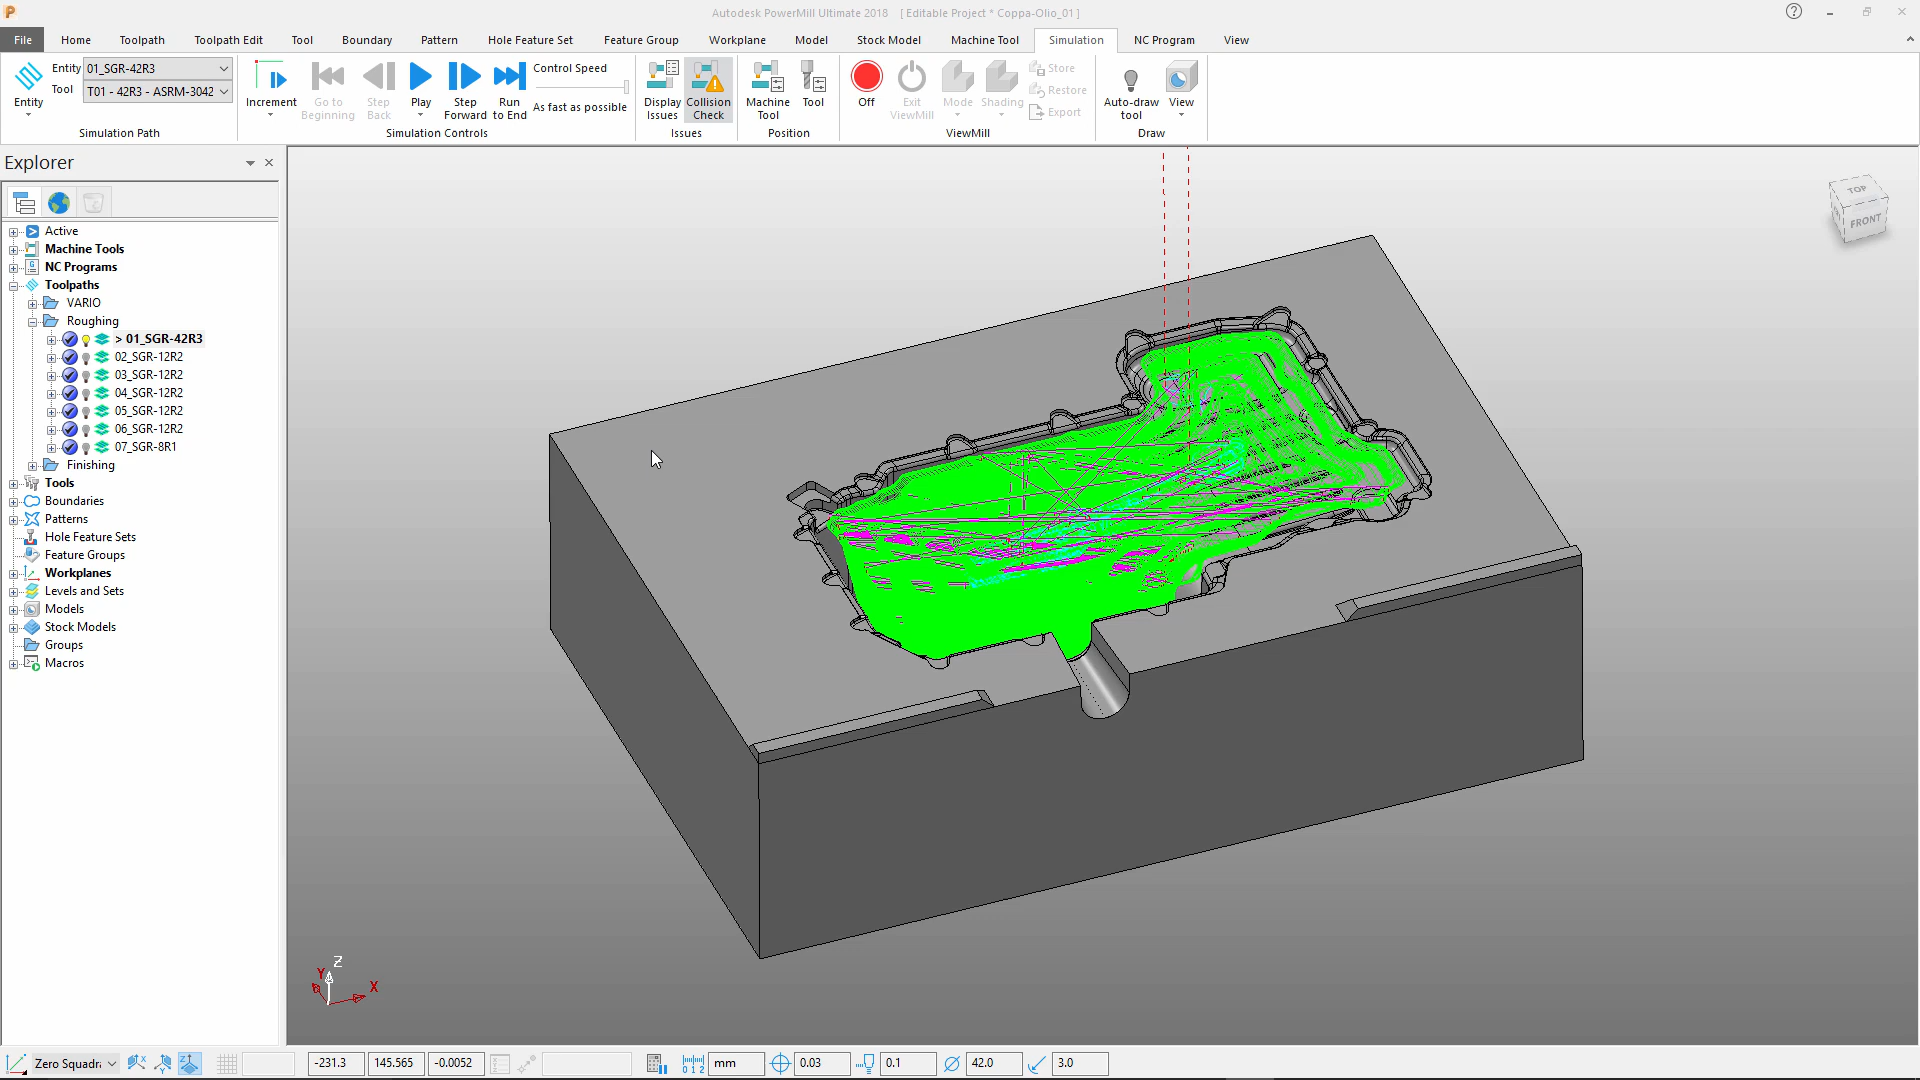 Autodesk PowerMill Ultimate 2018 [ Editable Project * Coppa-Olio_01 ]
File Home Toolpath Toolpath Edit Tool Boundary Pattern Hole Feature Set Feature Group Workplane Model Stock Model Machine Tool Simulation NC Program View
Entity
Entity 01_SGR-42R3
Tool T01 - 42R3 - ASRM-3042
Simulation Path
Increment
Go to Beginning
Step Back
Play
Step Forward
Run to End
Control Speed
As fast as possible
Simulation Controls
Display Issues
Collision Check
Issues
Machine Tool
Tool
Position
Off
Exit ViewMill
Mode
Shading
Store
Restore
Export
ViewMill
Auto-draw tool
View
Draw
Explorer
Active
Machine Tools
NC Programs
Toolpaths
VARIO
Roughing
> 01_SGR-42R3
02_SGR-12R2
03_SGR-12R2
04_SGR-12R2
05_SGR-12R2
06_SGR-12R2
07_SGR-8R1
Finishing
Tools
Boundaries
Patterns
Hole Feature Sets
Feature Groups
Workplanes
Levels and Sets
Models
Stock Models
Groups
Macros
TOP
FRONT
Z
Y
X
Zero Squadr
-231.3 145.565 -0.0052 mm 0.03 0.1 42.0 3.0